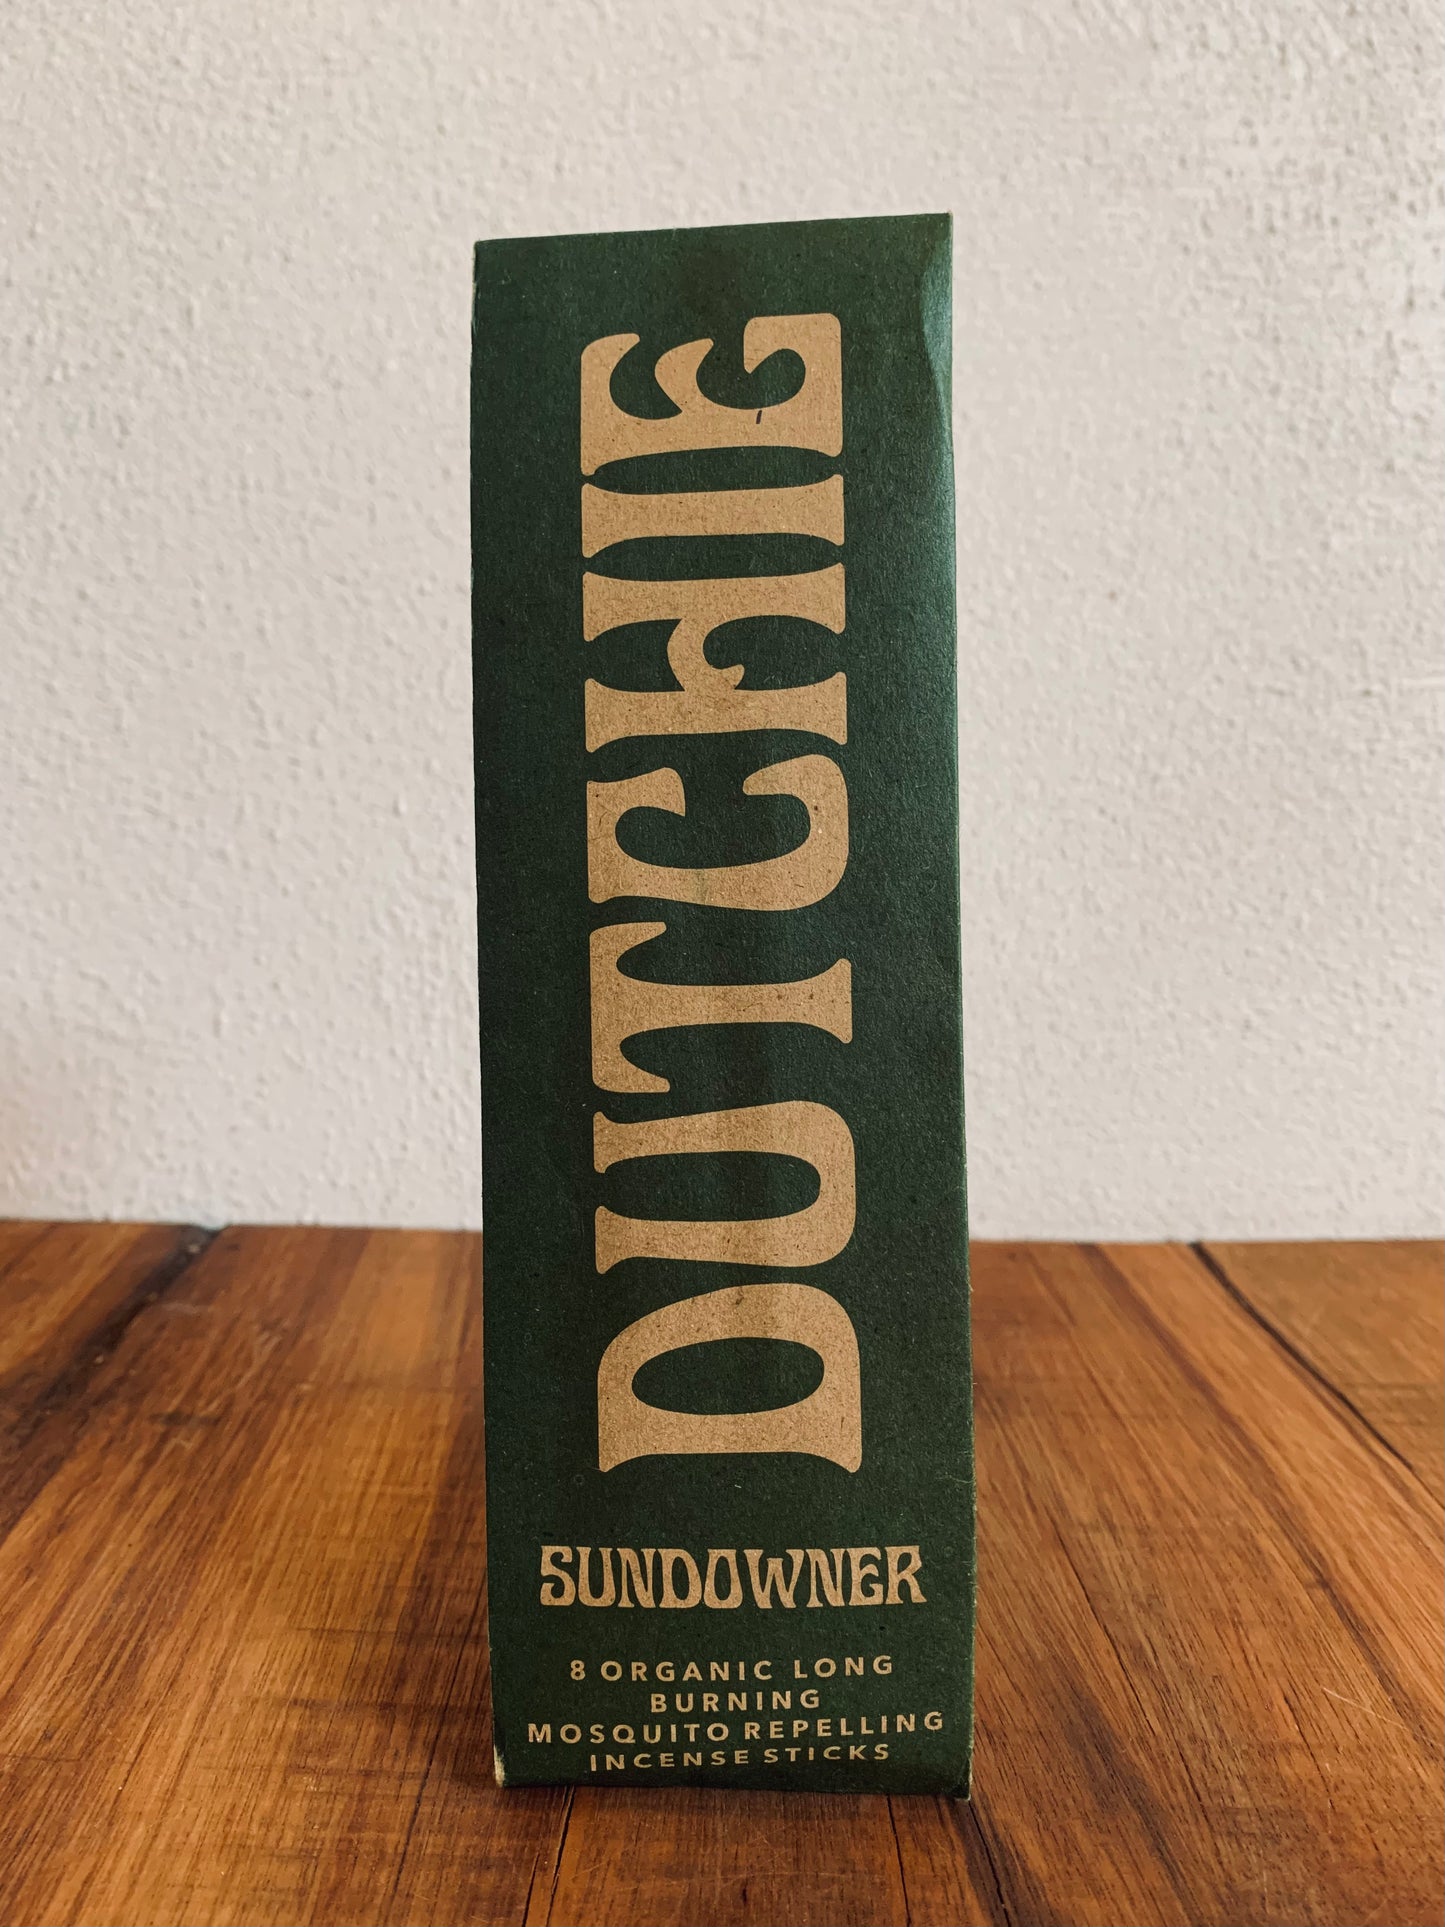 DUTCHIE
SUNDOWNER
8 ORGANIC LONG
BURNING
MOSQUITO REPELLING
INCENSE STICKS